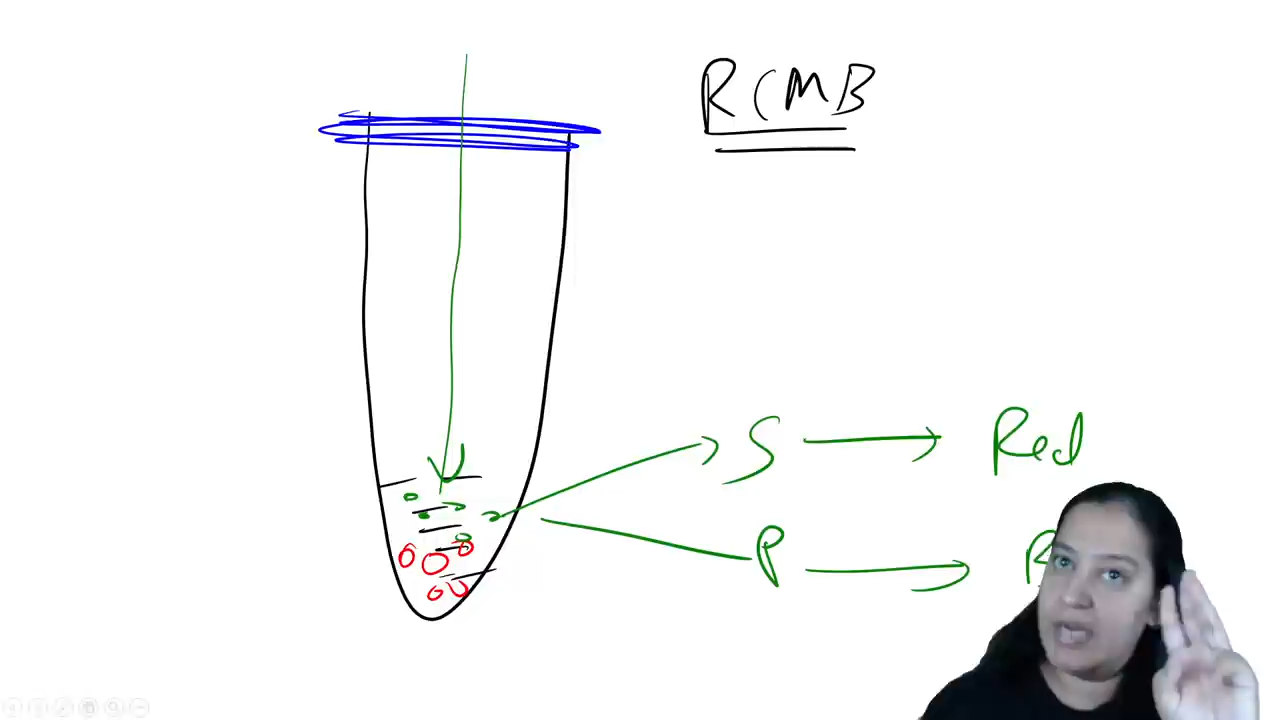 RCMB
S → Red
P →